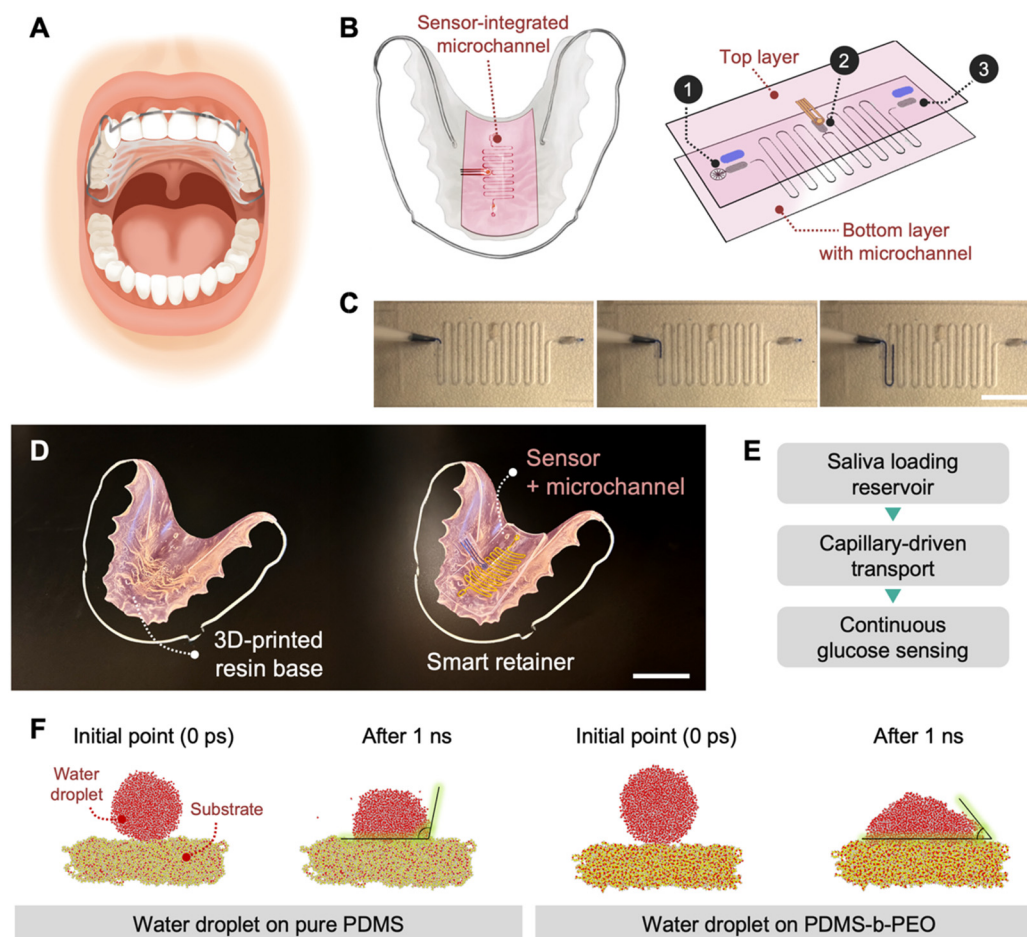 A
B
Sensor-integrated
microchannel
Top layer
1
2
3
Bottom layer
with microchannel
C
D
Sensor
+ microchannel
3D-printed
resin base
Smart retainer
E
Saliva loading
reservoir
Capillary-driven
transport
Continuous
glucose sensing
F
Initial point (0 ps)
After 1 ns
Initial point (0 ps)
After 1 ns
Water
droplet
Substrate
Water droplet on pure PDMS
Water droplet on PDMS-b-PEO